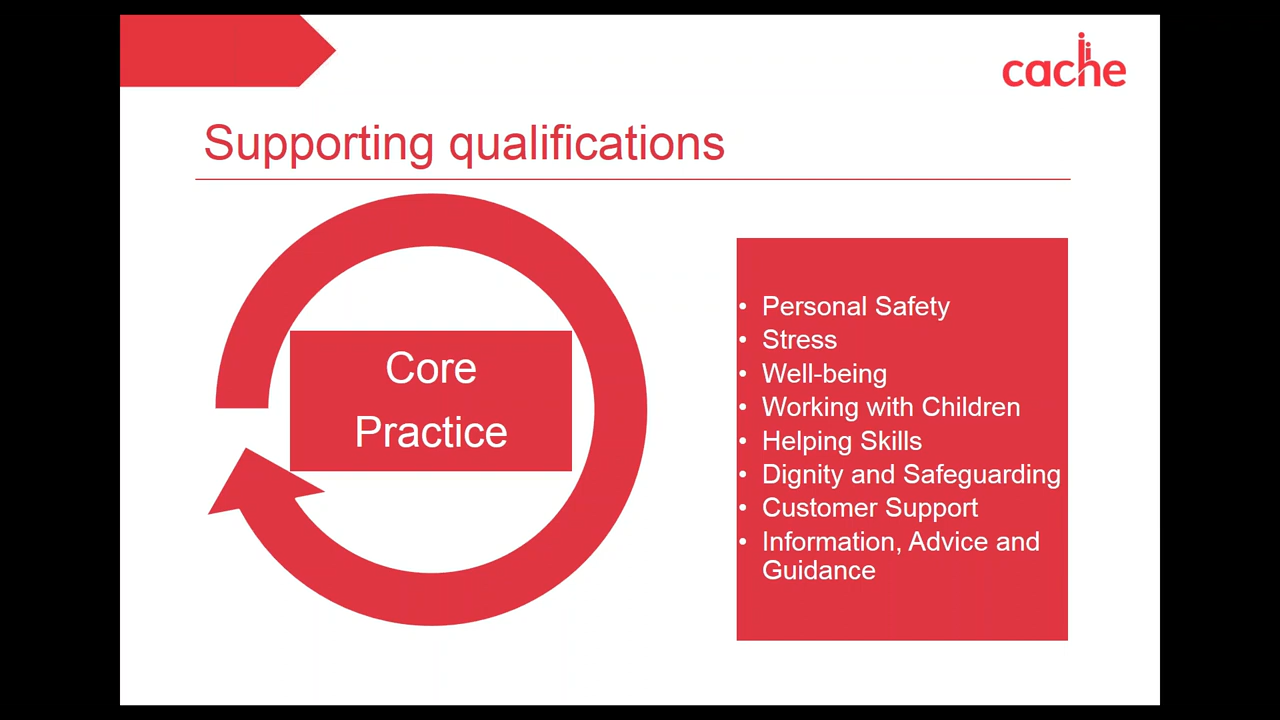 cache
Supporting qualifications
Core
Practice
• Personal Safety
• Stress
• Well-being
• Working with Children
• Helping Skills
• Dignity and Safeguarding
• Customer Support
• Information, Advice and
Guidance